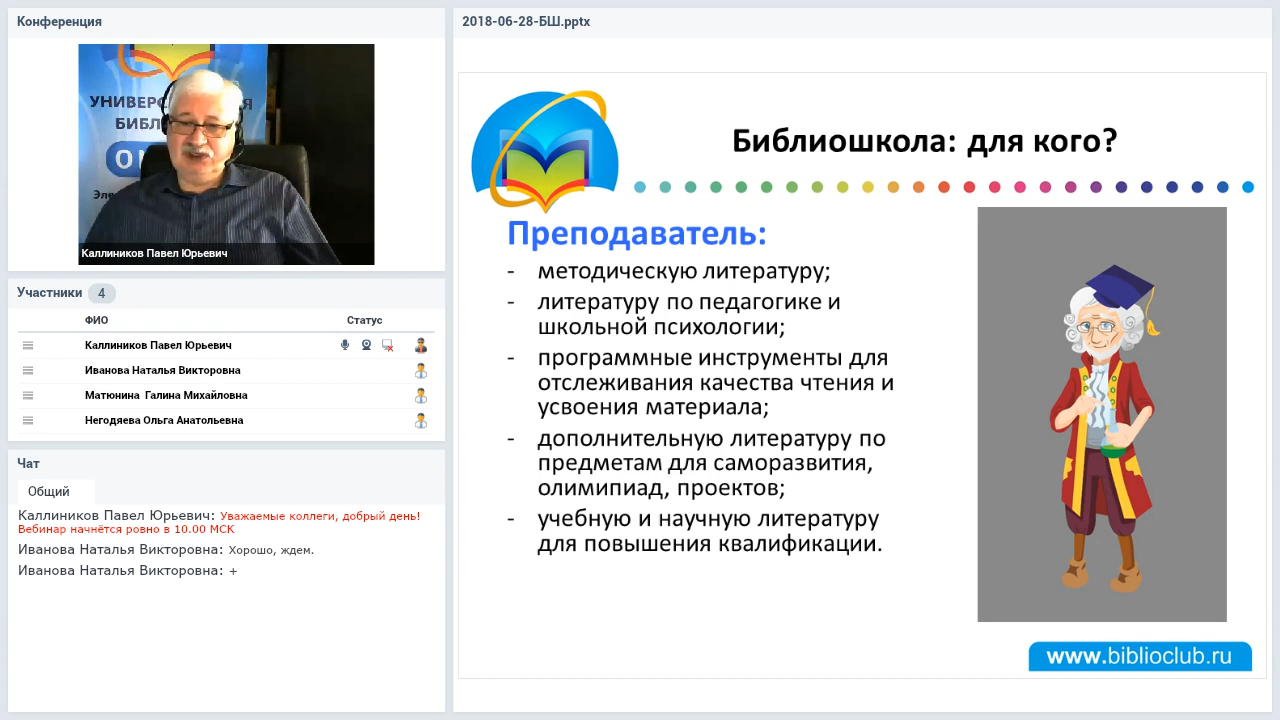 Конференция
УНИВЕРС
АЯ
БИБЛ
Каллиников Павел Юрьевич
Участники 4
ФИО Статус
Каллиников Павел Юрьевич
Иванова Наталья Викторовна
Матюнина Галина Михайловна
Негодяева Ольга Анатольевна
Чат
Общий
Каллиников Павел Юрьевич: Уважаемые коллеги, добрый день!
Вебинар начнётся ровно в 10.00 МСК
Иванова Наталья Викторовна: Хорошо, ждем.
Иванова Наталья Викторовна: +
2018-06-28-БШ.pptx
Библиошкола: для кого?
Преподаватель:
- методическую литературу;
- литературу по педагогике и
школьной психологии;
- программные инструменты для
отслеживания качества чтения и
усвоения материала;
- дополнительную литературу по
предметам для саморазвития,
олимпиад, проектов;
- учебную и научную литературу
для повышения квалификации.
www.biblioclub.ru